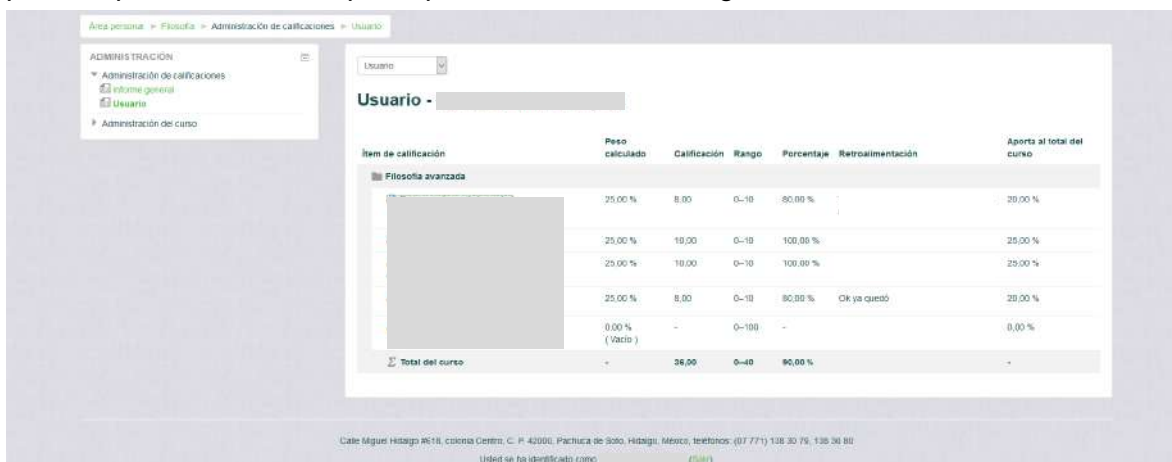 Área personal ► Filosofía ► Administración de calificaciones ► Usuario
ADMINISTRACIÓN
Administración de calificaciones
Informe general
Usuario
Administración del curso
Usuario
Usuario -
Ítem de calificación Peso calculado Calificación Rango Porcentaje Retroalimentación Aporta al total del curso
Filosofía avanzada
25,00 % 8,00 0–10 80,00 % 20,00 %
25,00 % 10,00 0–10 100,00 % 25,00 %
25,00 % 10,00 0–10 100,00 % 25,00 %
25,00 % 8,00 0–10 80,00 % Ok ya quedó 20,00 %
0,00 % - 0–100 - 0,00 %
( Vacío )
Σ Total del curso - 36,00 0–40 90,00 % -
Calle Miguel Hidalgo #618, colonia Centro, C. P. 42000, Pachuca de Soto, Hidalgo, México, teléfonos: (07 771) 138 30 79, 138 30 80
Usted se ha identificado como (Salir)